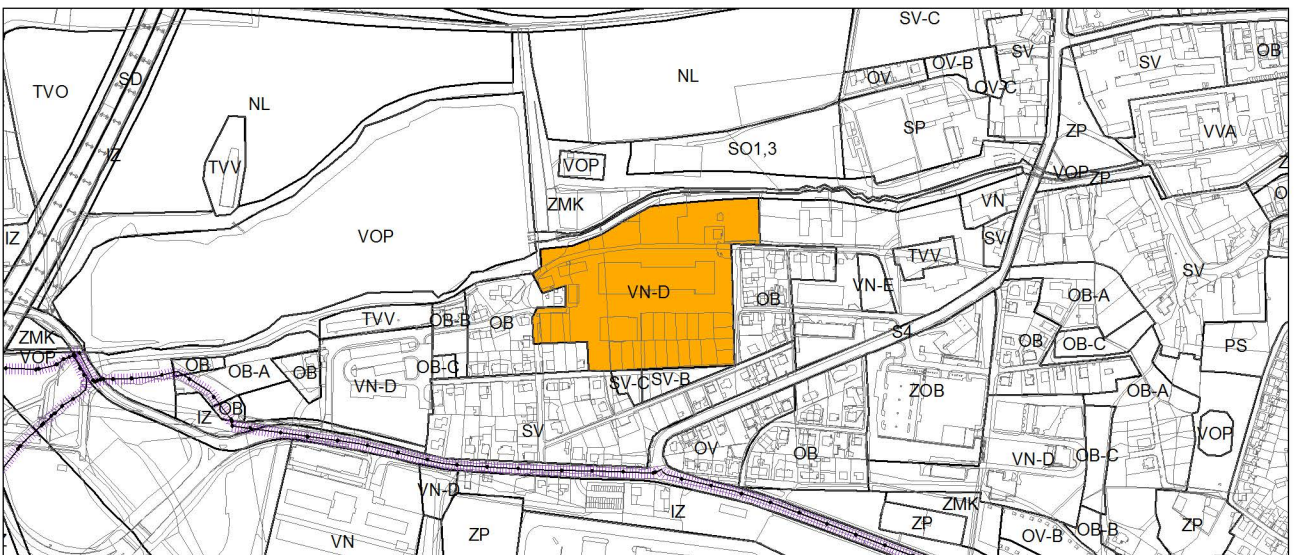 SV-C
SV
OB
OV
OV-B
SV
TVO
SD
NL
NL
OV-C
IZ
TVV
SP
ZP
VVA
SO1,3
VOP
VOP
ZP
ZMK
VN
IZ
VOP
SV
TVV
SV
VN-D
VN-E
OB
OB-A
OB-B
OB
TVV
S4
ZMK
VOP
OB
OB-C
PS
OB
OB-A
OB
VN-D
OB-C
SV-C
SV-B
ZOB
OB-A
IZ
OB
SV
OV
OB
VOP
VN-D
OB-C
VN-D
IZ
ZMK
ZP
VN
ZP
OV-B
OB-B
ZP